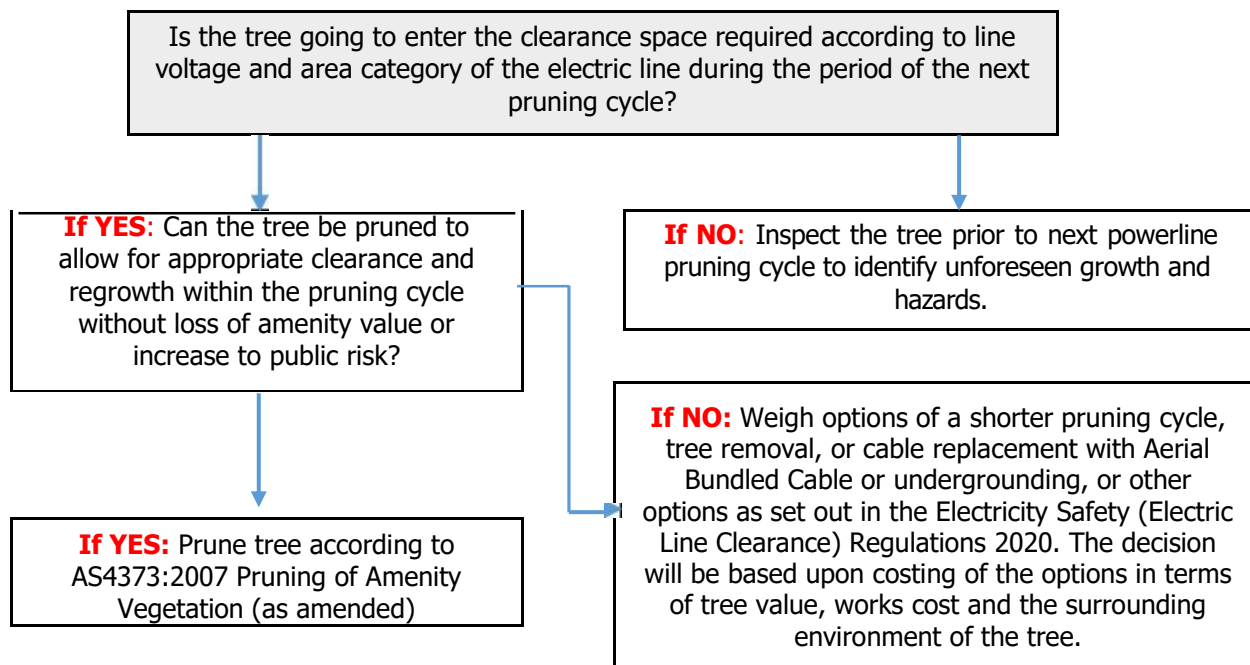 Is the tree going to enter the clearance space required according to line
voltage and area category of the electric line during the period of the next
pruning cycle?
If YES: Can the tree be pruned to
allow for appropriate clearance and
regrowth within the pruning cycle
without loss of amenity value or
increase to public risk?
If NO: Inspect the tree prior to next powerline
pruning cycle to identify unforeseen growth and
hazards.
If YES: Prune tree according to
AS4373:2007 Pruning of Amenity
Vegetation (as amended)
If NO: Weigh options of a shorter pruning cycle,
tree removal, or cable replacement with Aerial
Bundled Cable or undergrounding, or other
options as set out in the Electricity Safety (Electric
Line Clearance) Regulations 2020. The decision
will be based upon costing of the options in terms
of tree value, works cost and the surrounding
environment of the tree.